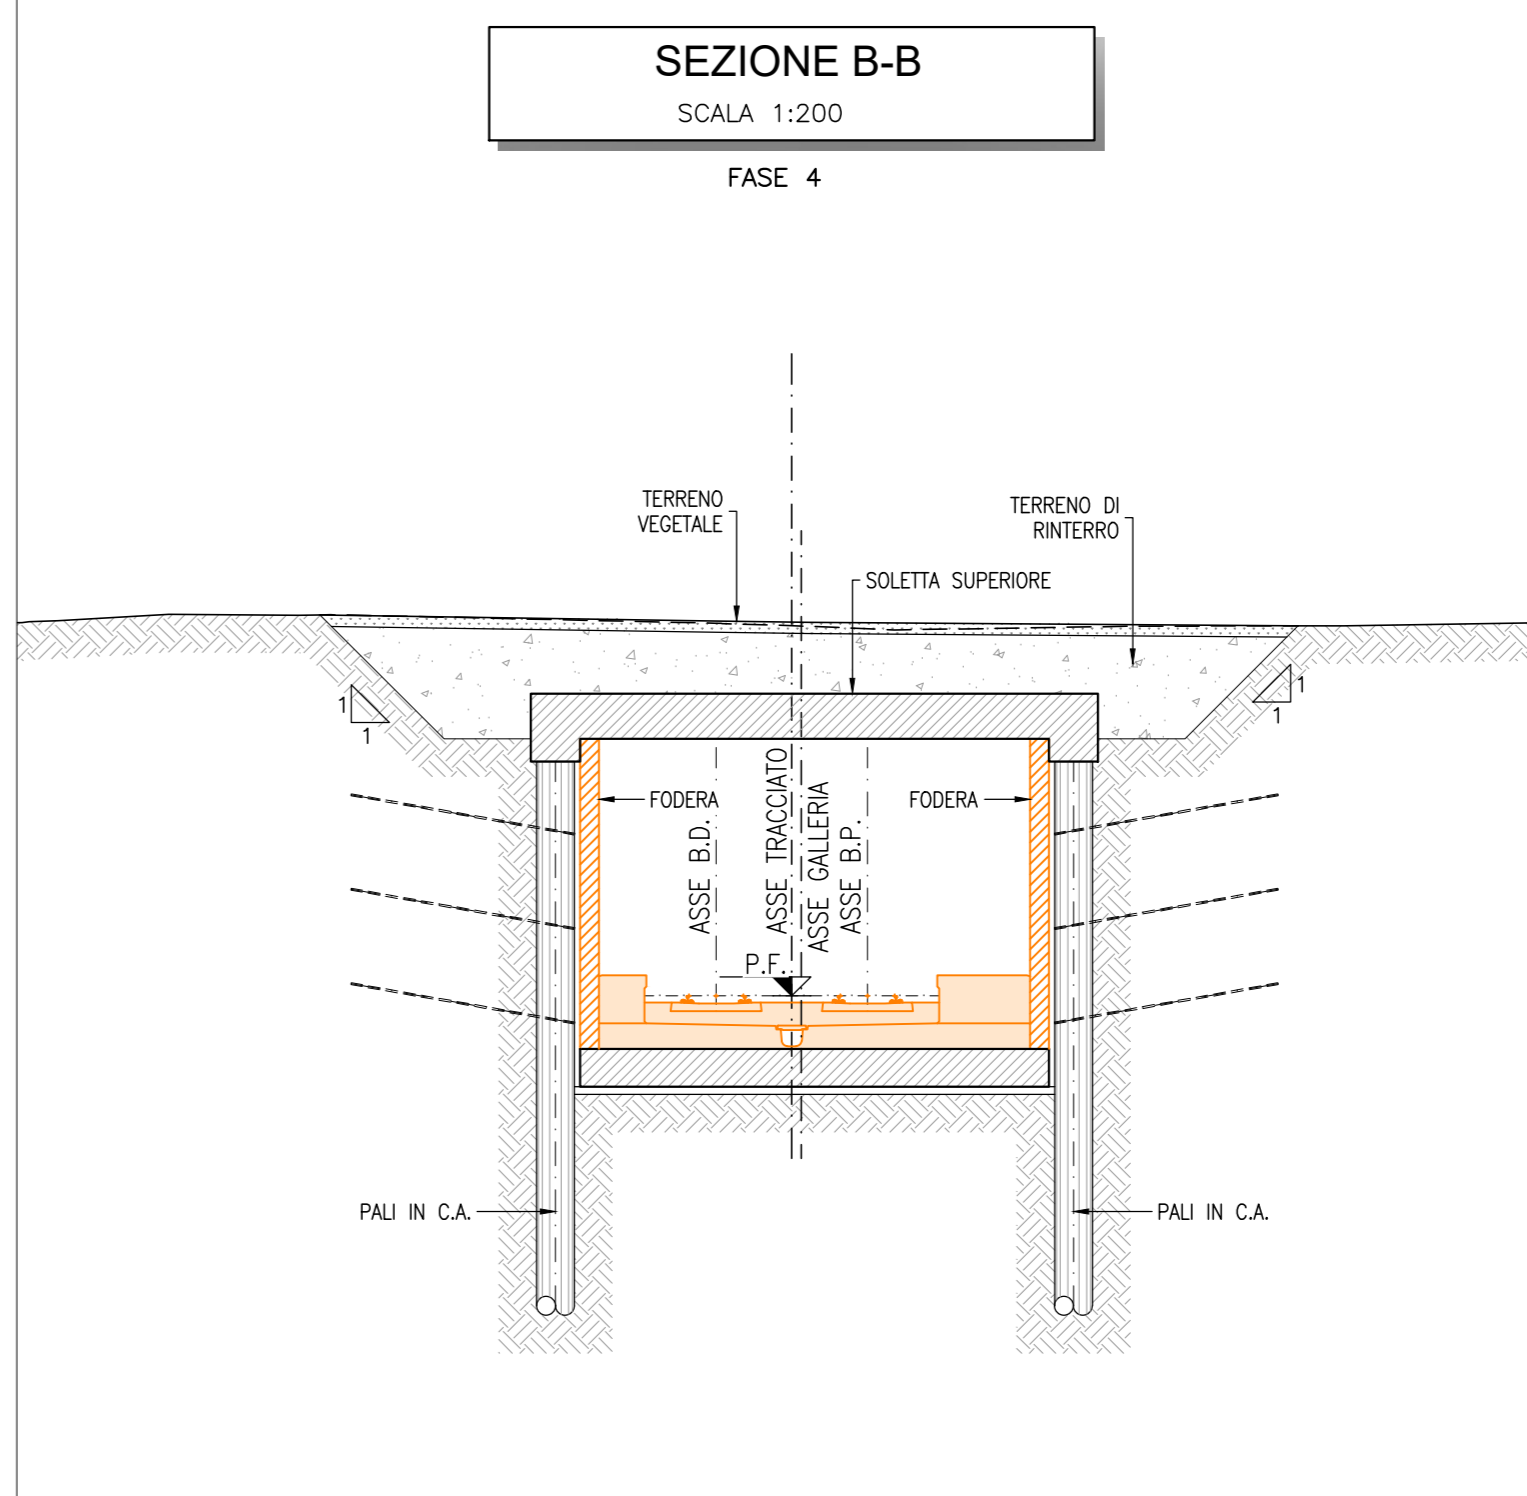 SEZIONE B-B
SCALA 1:200
FASE 4
TERRENO
VEGETALE
TERRENO DI
RINTERRO
SOLETTA SUPERIORE
1
1
1
1
FODERA
FODERA
ASSE B.D.
ASSE TRACCIATO
ASSE GALLERIA
ASSE B.P.
P.F.
PALI IN C.A.
PALI IN C.A.